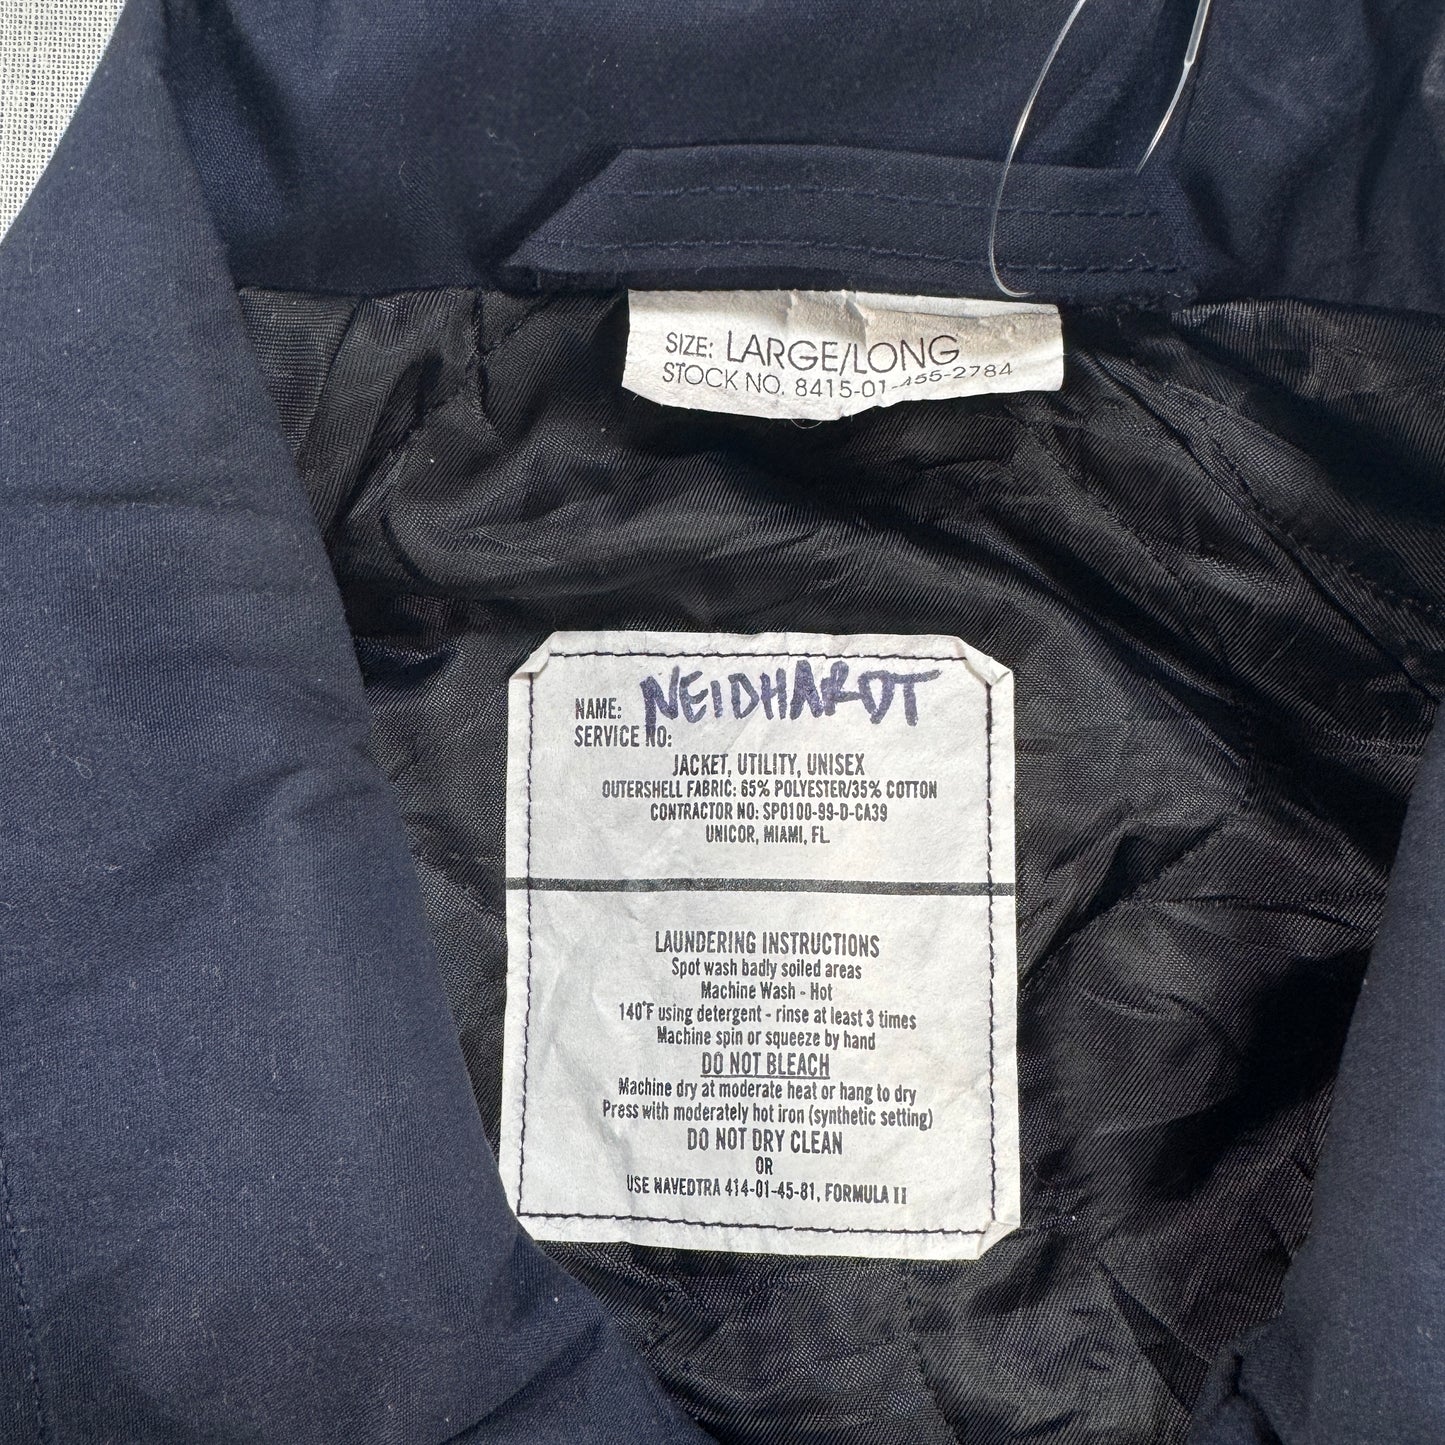 SIZE: LARGE/LONG
STOCK NO. 8415-01-455-2784
NAME: NEIDHARDT
SERVICE NO:
JACKET, UTILITY, UNISEX
OUTERSHELL FABRIC: 65% POLYESTER/35% COTTON
CONTRACTOR NO: SP0100-99-D-CA39
UNICOR, MIAMI, FL.
LAUNDERING INSTRUCTIONS
Spot wash badly soiled areas
Machine Wash - Hot
140°F using detergent - rinse at least 3 times
Machine spin or squeeze by hand
DO NOT BLEACH
Machine dry at moderate heat or hang to dry
Press with moderately hot iron (synthetic setting)
DO NOT DRY CLEAN
OR
USE NAVEDTRA 414-01-45-81, FORMULA II